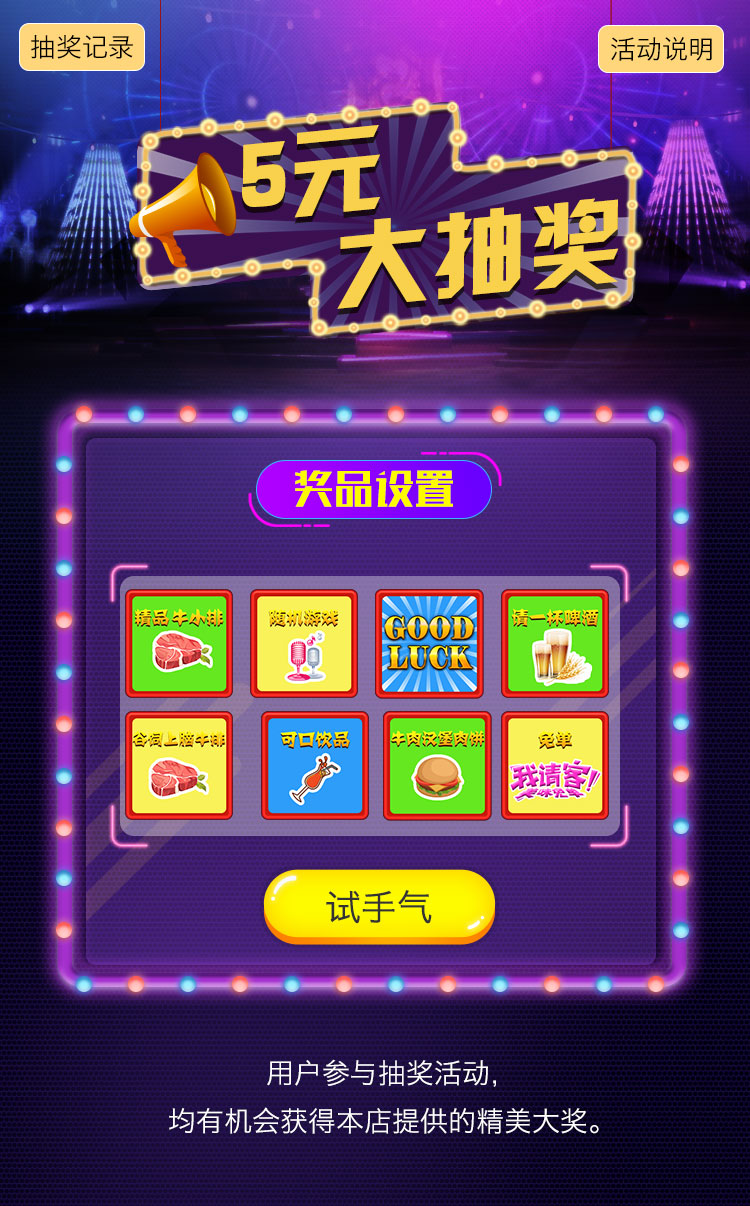 抽奖记录
活动说明
5元
大抽奖
奖品设置
精品牛小排
随机游戏
GOOD
LUCK
请一杯啤酒
谷饲上脑牛排
可口饮品
牛肉汉堡肉饼
免单
我请客!
试手气
用户参与抽奖活动,
均有机会获得本店提供的精美大奖。